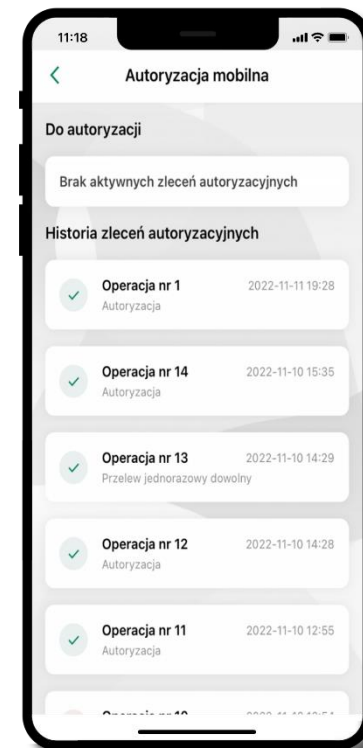 11:18
Autoryzacja mobilna
Do autoryzacji
Brak aktywnych zleceń autoryzacyjnych
Historia zleceń autoryzacyjnych
Operacja nr 1 2022-11-11 19:28
Autoryzacja
Operacja nr 14 2022-11-10 15:35
Autoryzacja
Operacja nr 13 2022-11-10 14:29
Przelew jednorazowy dowolny
Operacja nr 12 2022-11-10 14:28
Autoryzacja
Operacja nr 11 2022-11-10 12:55
Autoryzacja